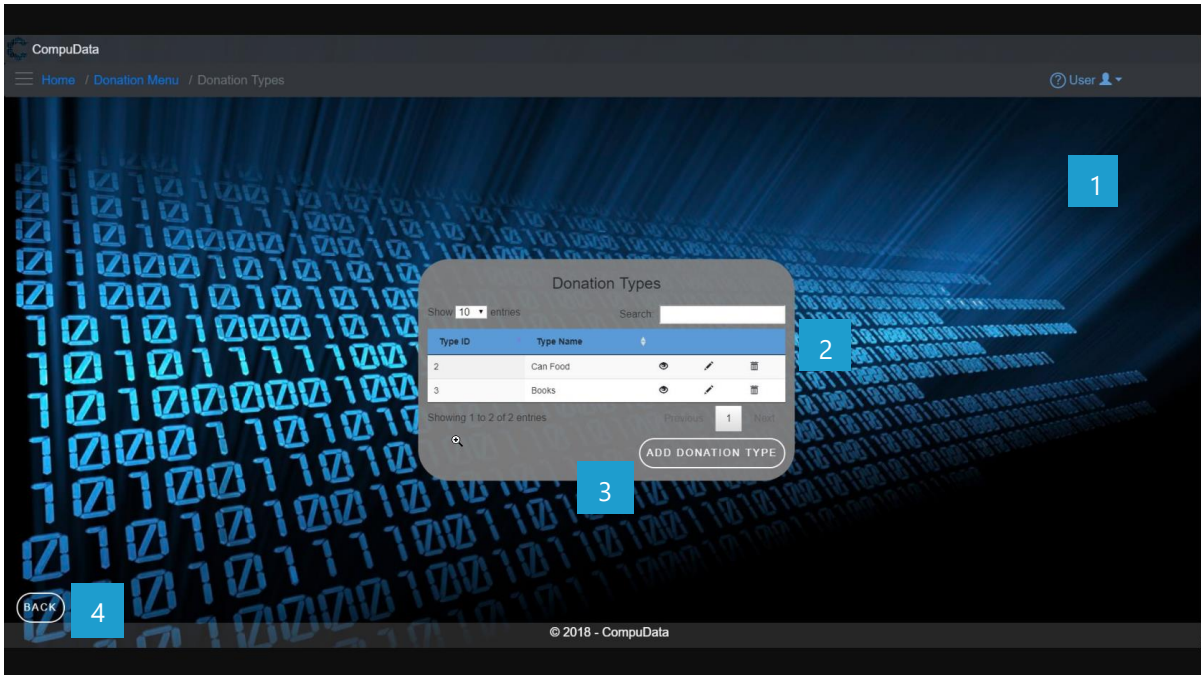 CompuData
Home / Donation Menu / Donation Types
User
1
Donation Types
Show 10 entries Search:
2
Type ID Type Name
2 Can Food
3 Books
Showing 1 to 2 of 2 entries Previous 1 Next
ADD DONATION TYPE
3
BACK
4
© 2018 - CompuData